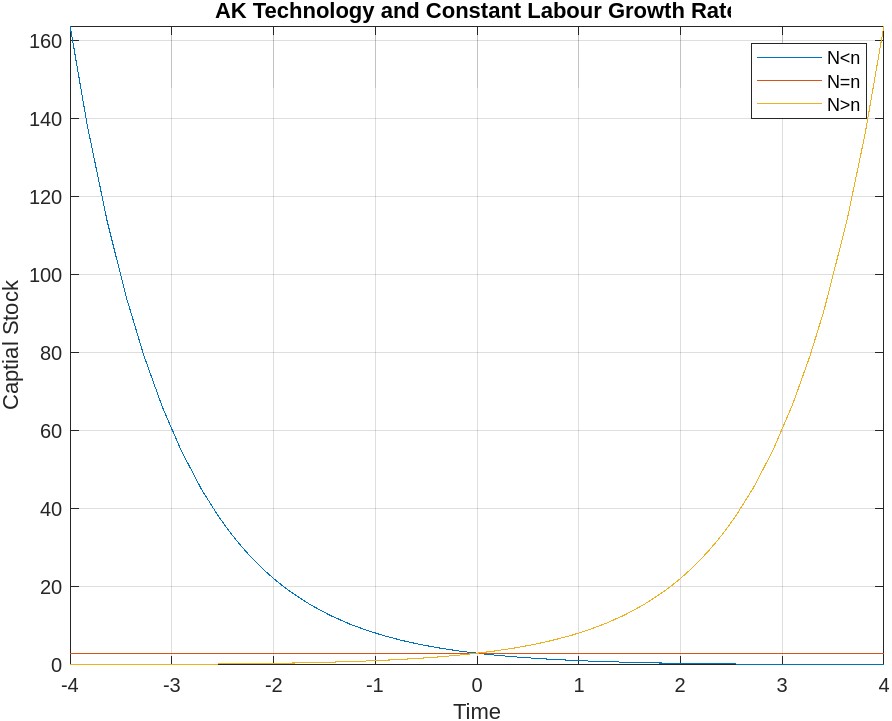 AK Technology and Constant Labour Growth Rate
160
140
120
100
80
60
40
20
0
Captial Stock
N<n
N=n
N>n
-4 -3 -2 -1 0 1 2 3 4
Time